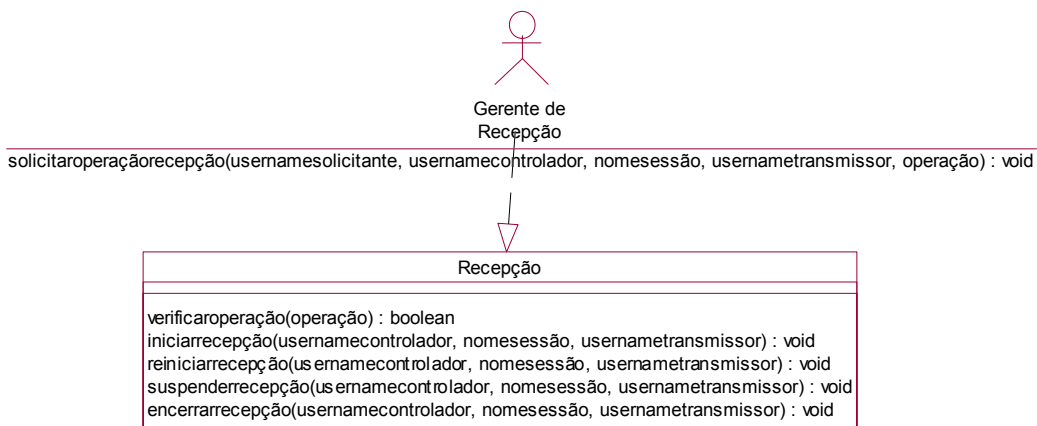 Gerente de
Recepção
solicitaroperaçãorecepção(usernamesolicitante, usernamecontrolador, nomesessão, usernametransmissor, operação) : void
Recepção
verificaroperação(operação) : boolean
iniciarrecepção(usernamecontrolador, nomesessão, usernametransmissor) : void
reiniciarrecepção(usernamecontrolador, nomesessão, usernametransmissor) : void
suspenderrecepção(usernamecontrolador, nomesessão, usernametransmissor) : void
encerrarrecepção(usernamecontrolador, nomesessão, usernametransmissor) : void